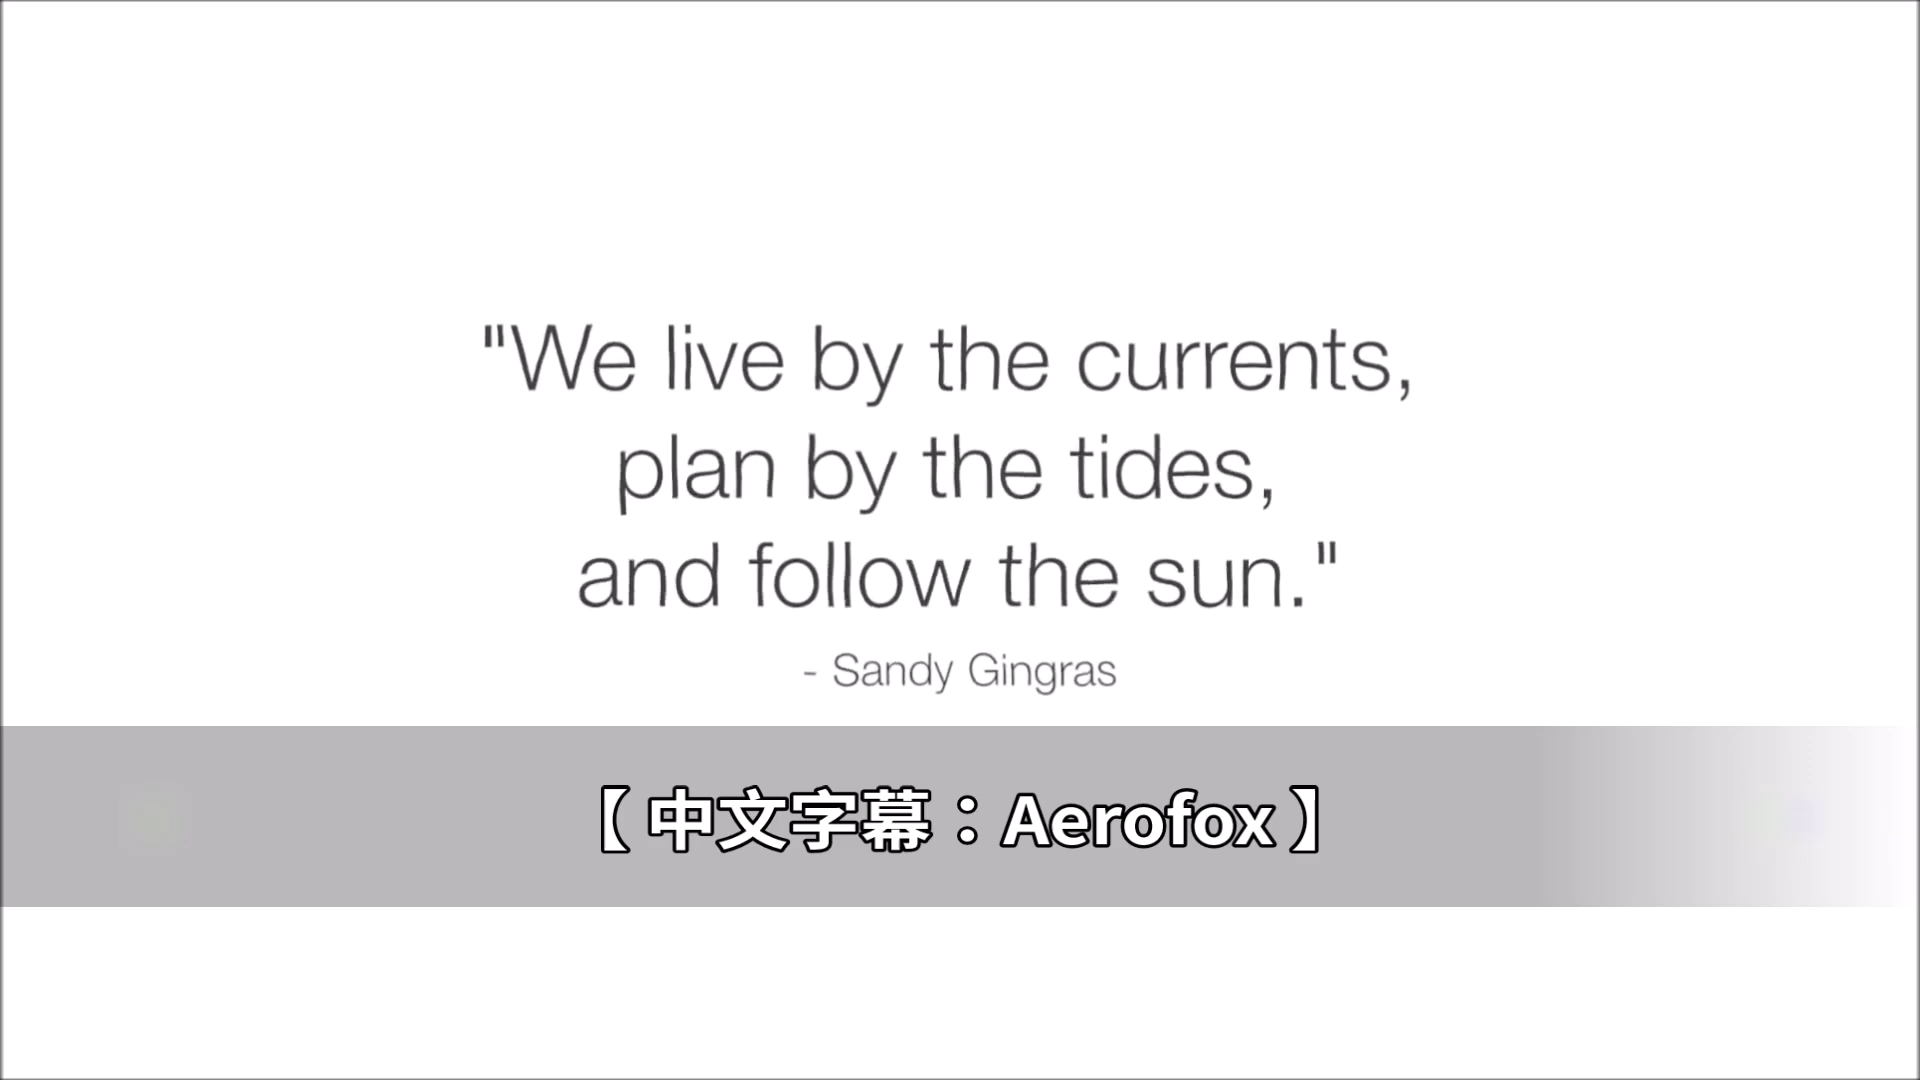 "We live by the currents,
plan by the tides,
and follow the sun."
- Sandy Gingras
【中文字幕：Aerofox】